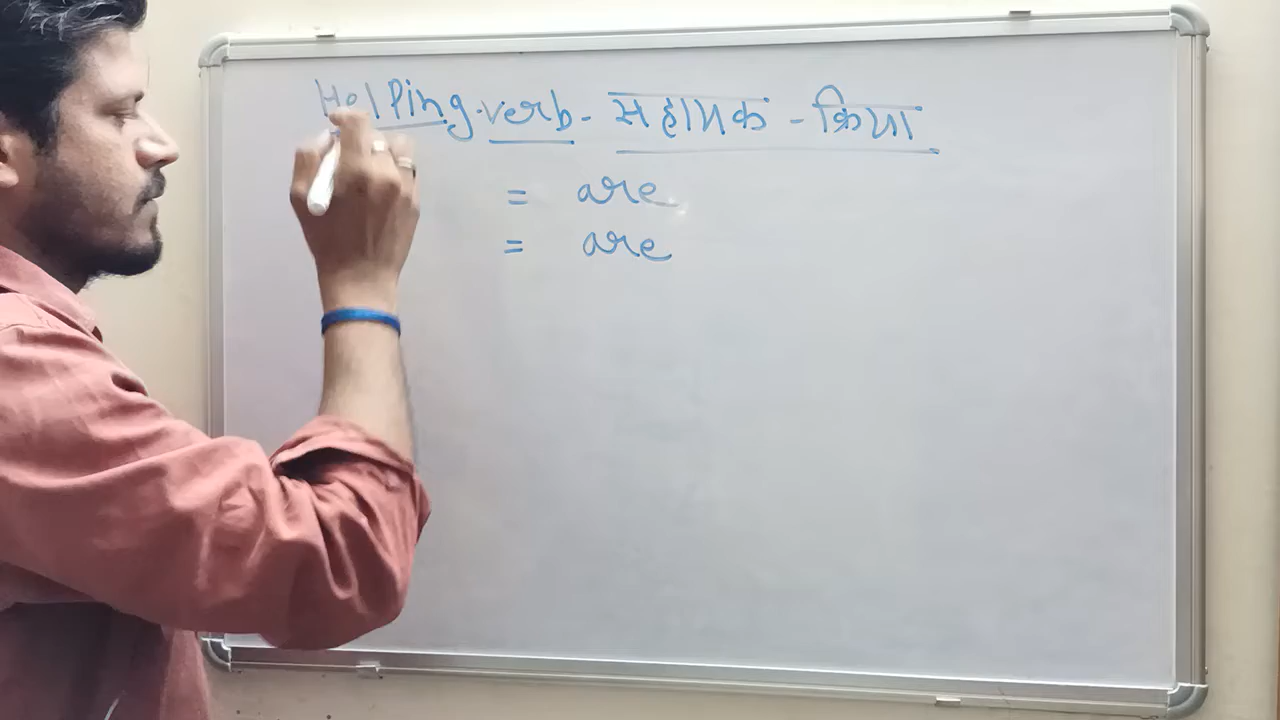 Helping verb - सहायक - क्रिया
= are
= are